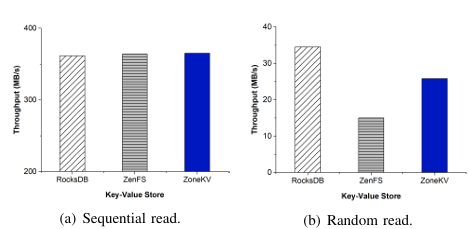 400
300
200
Throughput (MB/s)
RocksDB ZenFS ZoneKV
Key-Value Store
(a) Sequential read.
40
30
20
10
0
Throughput (MB/s)
RocksDB ZenFS ZoneKV
Key-Value Store
(b) Random read.